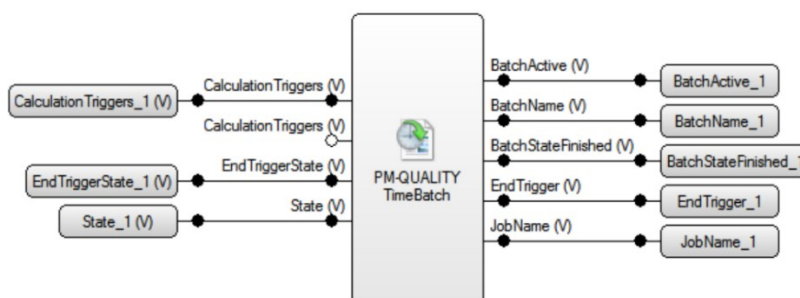 CalculationTriggers_1 (V)
CalculationTriggers (V)
CalculationTriggers (V)
EndTriggerState_1 (V)
EndTriggerState (V)
State_1 (V)
State (V)
PM-QUALITY
TimeBatch
BatchActive (V)
BatchActive_1
BatchName (V)
BatchName_1
BatchStateFinished (V)
BatchStateFinished_1
EndTrigger (V)
EndTrigger_1
JobName (V)
JobName_1